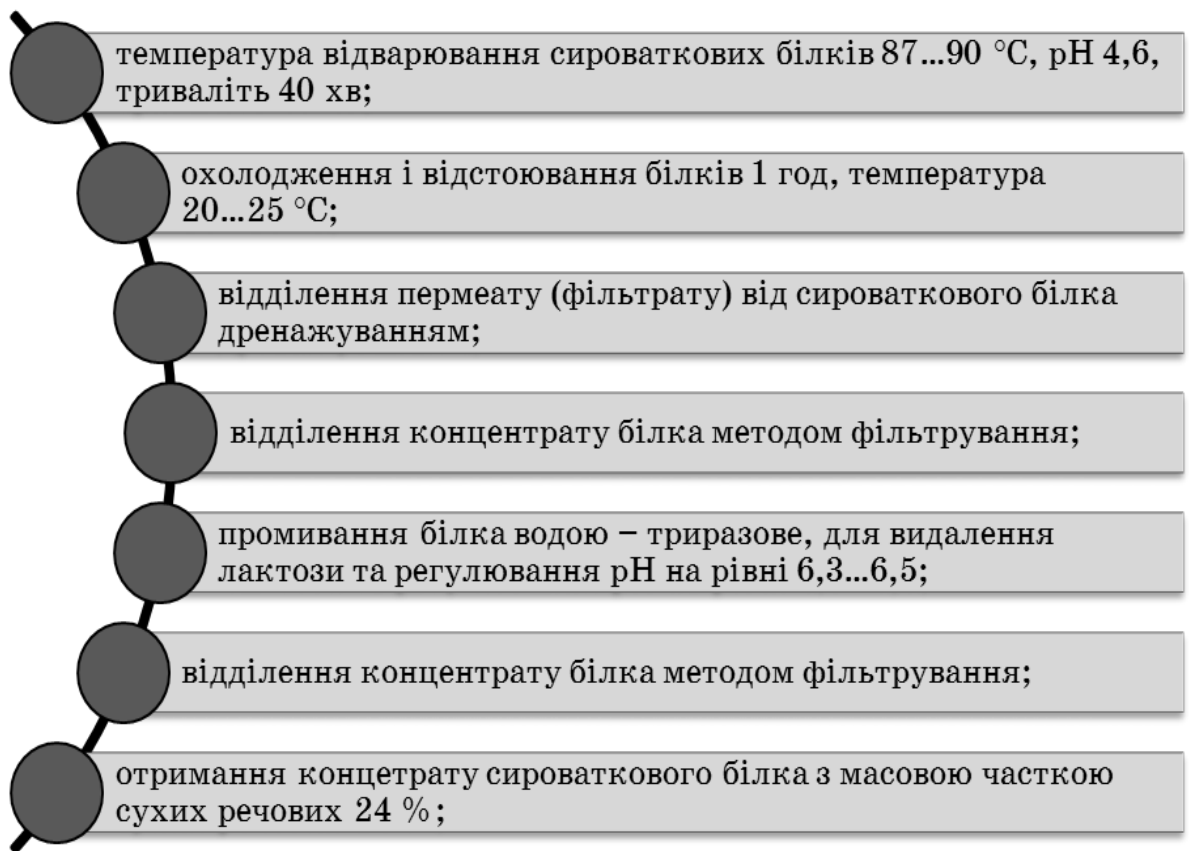 температура відварювання сироваткових білків 87...90 °С, рН 4,6,
триваліть 40 хв;
охолодження і відстоювання білків 1 год, температура
20...25 °С;
відділення пермеату (фільтрату) від сироваткового білка
дренажуванням;
відділення концентрату білка методом фільтрування;
промивання білка водою – триразове, для видалення
лактози та регулювання рН на рівні 6,3...6,5;
відділення концентрату білка методом фільтрування;
отримання концетрату сироваткового білка з масовою часткою
сухих речових 24 %;